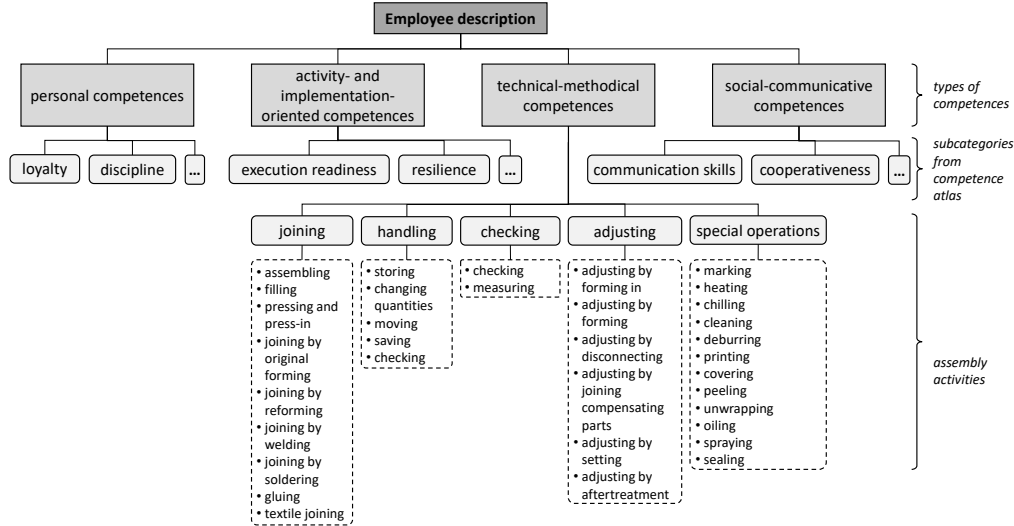 Employee description
personal competences
activity- and
implementation-
oriented competences
technical-methodical
competences
social-communicative
competences
types of
competences
loyalty
discipline
...
execution readiness
resilience
...
communication skills
cooperativeness
...
subcategories
from
competence
atlas
joining
handling
checking
adjusting
special operations
• assembling
• filling
• pressing and
press-in
• joining by
original
forming
• joining by
reforming
• joining by
welding
• joining by
soldering
• gluing
• textile joining
• storing
• changing
quantities
• moving
• saving
• checking
• checking
• measuring
• adjusting by
forming in
• adjusting by
forming
• adjusting by
disconnecting
• adjusting by
joining
compensating
parts
• adjusting by
setting
• adjusting by
aftertreatment
• marking
• heating
• chilling
• cleaning
• deburring
• printing
• covering
• peeling
• unwrapping
• oiling
• spraying
• sealing
assembly
activities